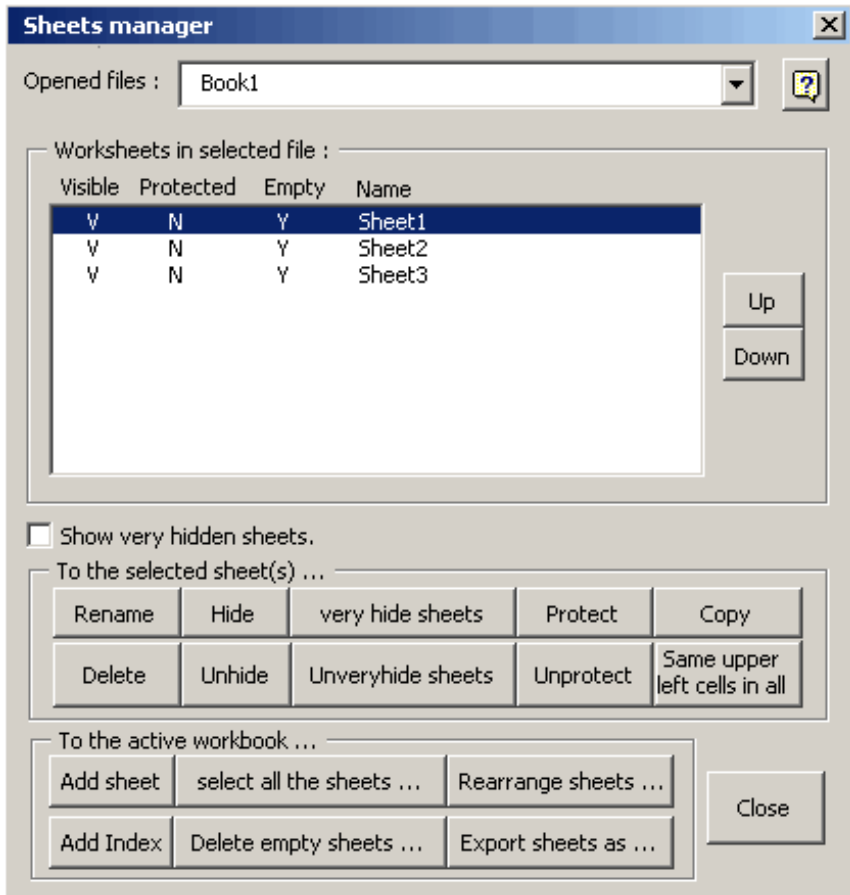 Sheets manager
Opened files : Book1
Worksheets in selected file :
Visible Protected Empty Name
V N Y Sheet1
V N Y Sheet2
V N Y Sheet3
Up
Down
Show very hidden sheets.
To the selected sheet(s) ...
Rename Hide very hide sheets Protect Copy
Delete Unhide Unveryhide sheets Unprotect Same upper
left cells in all
To the active workbook ...
Add sheet select all the sheets ... Rearrange sheets ...
Close
Add Index Delete empty sheets ... Export sheets as ...